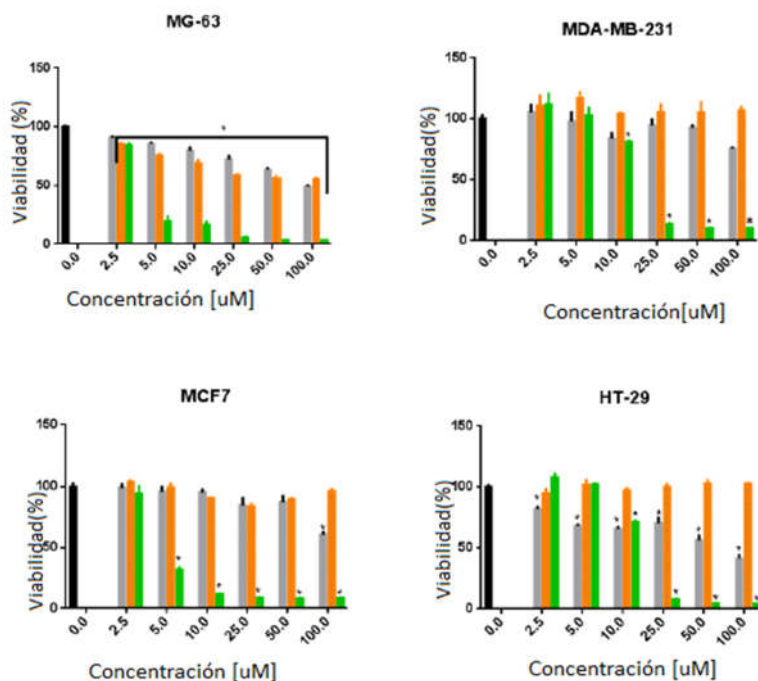 MG-63
150
100
50
0
Viabilidad (%)
0.0 2.5 5.0 10.0 25.0 50.0 100.0
Concentración [uM]
MDA-MB-231
150
100
50
0
Viabilidad(%)
0.0 2.5 5.0 10.0 25.0 50.0 100.0
Concentración[uM]
MCF7
150
100
50
0
Viabilidad(%)
0.0 2.5 5.0 10.0 25.0 50.0 100.0
Concentración [uM]
HT-29
150
100
50
0
Viabilidad(%)
0.0 2.5 5.0 10.0 25.0 50.0 100.0
Concentración [uM]